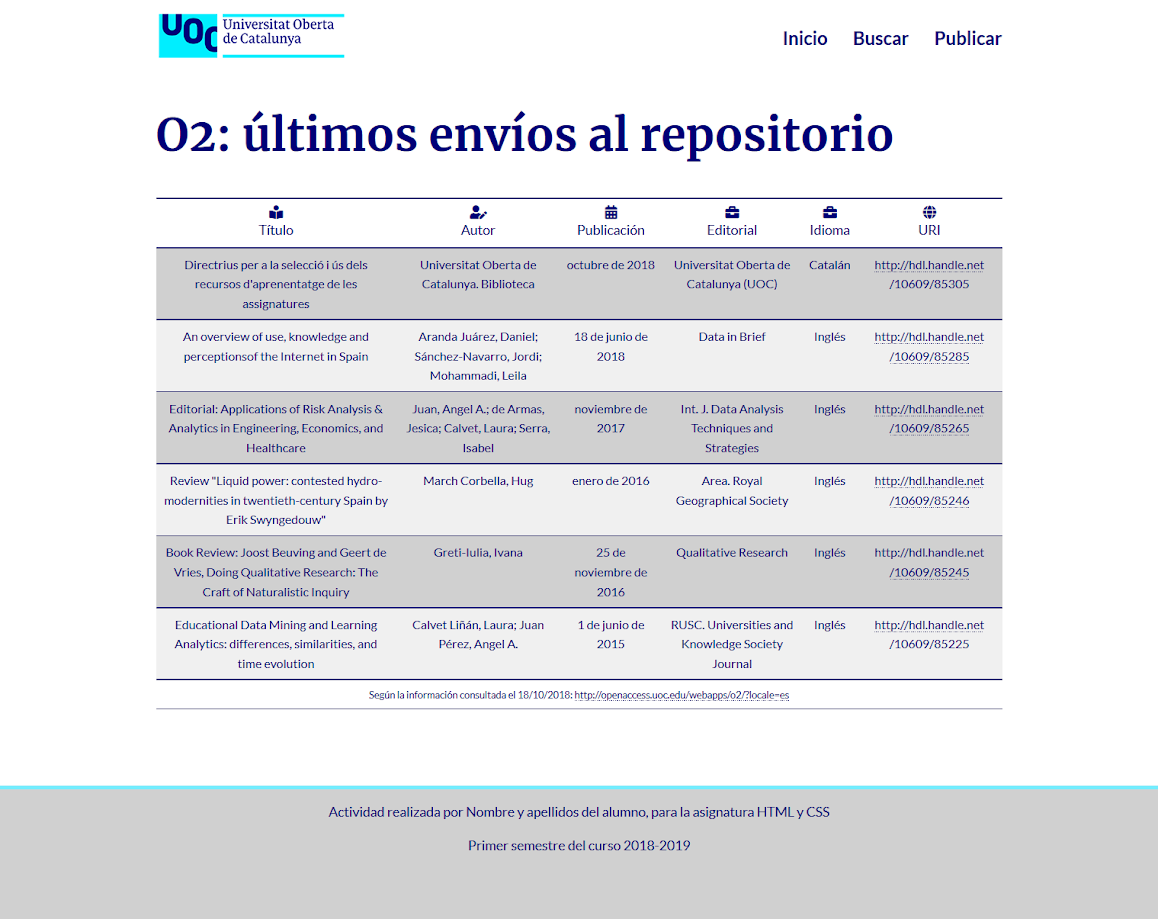 UOC
Universitat Oberta
de Catalunya
Inicio Buscar Publicar
O2: últimos envíos al repositorio
Título Autor Publicación Editorial Idioma URI
Directrius per a la selecció i ús dels
recursos d'aprenentatge de les
assignatures
Universitat Oberta de
Catalunya. Biblioteca
octubre de 2018
Universitat Oberta de
Catalunya (UOC)
Catalán
http://hdl.handle.net
/10609/85305
An overview of use, knowledge and
perceptionsof the Internet in Spain
Aranda Juárez, Daniel;
Sánchez-Navarro, Jordi;
Mohammadi, Leila
18 de junio de
2018
Data in Brief
Inglés
http://hdl.handle.net
/10609/85285
Editorial: Applications of Risk Analysis &
Analytics in Engineering, Economics, and
Healthcare
Juan, Angel A.; de Armas,
Jesica; Calvet, Laura; Serra,
Isabel
noviembre de
2017
Int. J. Data Analysis
Techniques and
Strategies
Inglés
http://hdl.handle.net
/10609/85265
Review "Liquid power: contested hydro-
modernities in twentieth-century Spain by
Erik Swyngedouw"
March Corbella, Hug
enero de 2016
Area. Royal
Geographical Society
Inglés
http://hdl.handle.net
/10609/85246
Book Review: Joost Beuving and Geert de
Vries, Doing Qualitative Research: The
Craft of Naturalistic Inquiry
Greti-Iulia, Ivana
25 de
noviembre de
2016
Qualitative Research
Inglés
http://hdl.handle.net
/10609/85245
Educational Data Mining and Learning
Analytics: differences, similarities, and
time evolution
Calvet Liñán, Laura; Juan
Pérez, Angel A.
1 de junio de
2015
RUSC. Universities and
Knowledge Society
Journal
Inglés
http://hdl.handle.net
/10609/85225
Según la información consultada el 18/10/2018: http://openaccess.uoc.edu/webapps/o2/?locale=es
Actividad realizada por Nombre y apellidos del alumno, para la asignatura HTML y CSS
Primer semestre del curso 2018-2019